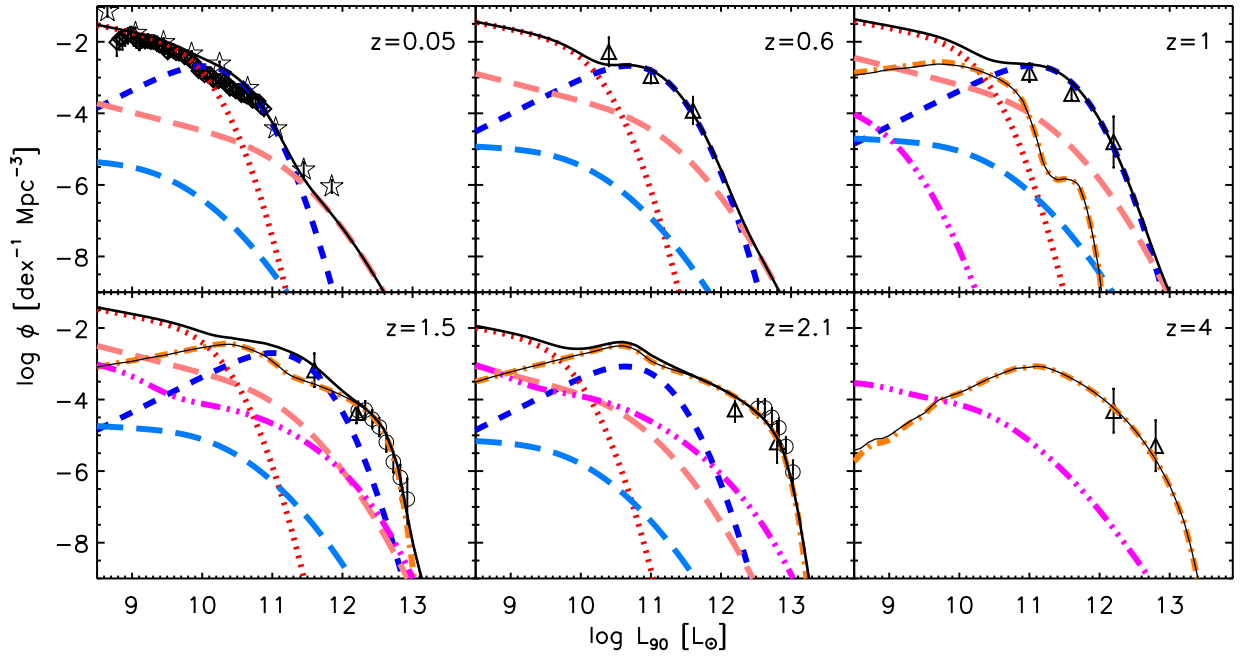 z=0.05
z=0.6
z=1
-2
-4
-6
-8
z=1.5
z=2.1
z=4
-2
-4
-6
-8
9 10 11 12 13
9 10 11 12 13
9 10 11 12 13
log L₉₀ [L☉]
log ϕ [dex⁻¹ Mpc⁻³]